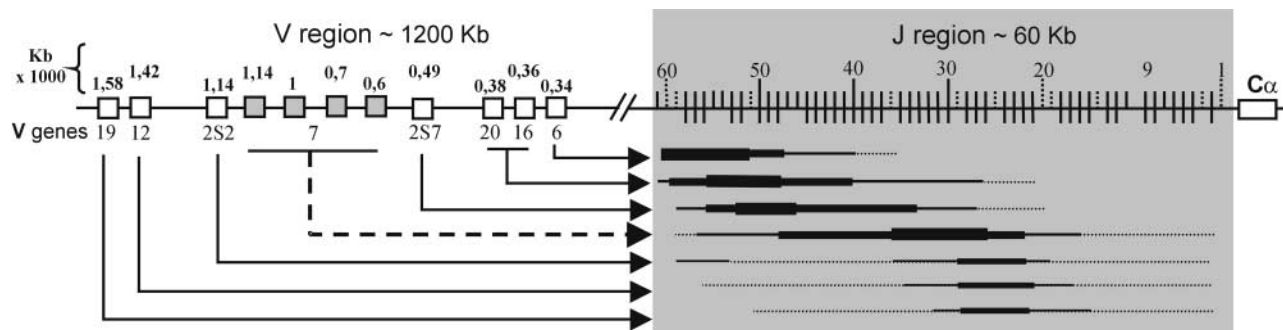 V region ~ 1200 Kb
J region ~ 60 Kb
Kb
x 1000
1,58 1,42 1,14 1,14 1 0,7 0,6 0,49 0,38 0,36 0,34
60 50 40 30 20 9 1
Cα
V genes 19 12 2S2 7 2S7 20 16 6